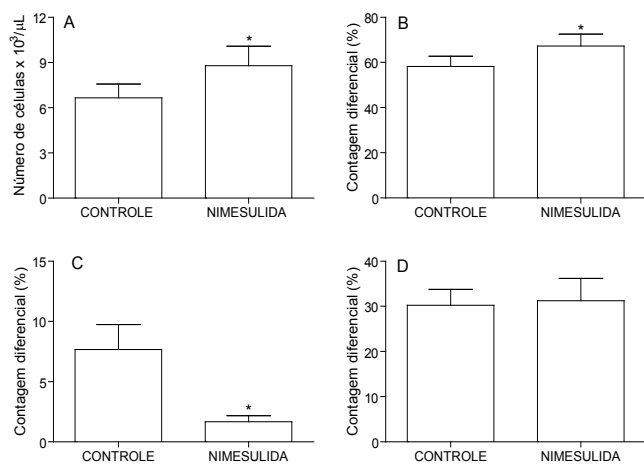 A
Número de células x 10³/µL
12
9
6
3
0
*
CONTROLE
NIMESULIDA
B
Contagem diferencial (%)
80
60
40
20
0
*
CONTROLE
NIMESULIDA
C
Contagem diferencial (%)
15
10
5
0
*
CONTROLE
NIMESULIDA
D
Contagem diferencial (%)
40
30
20
10
0
CONTROLE
NIMESULIDA